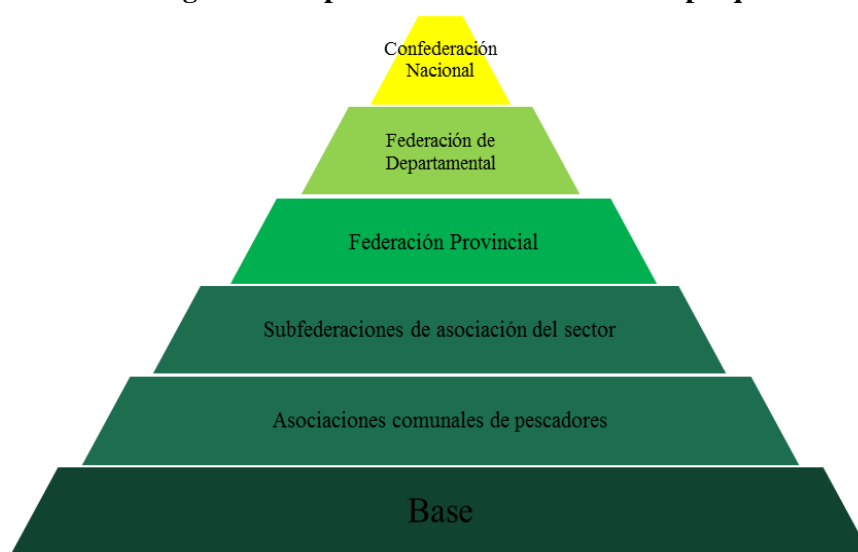 Confederación
Nacional
Federación de
Departamental
Federación Provincial
Subfederaciones de asociación del sector
Asociaciones comunales de pescadores
Base